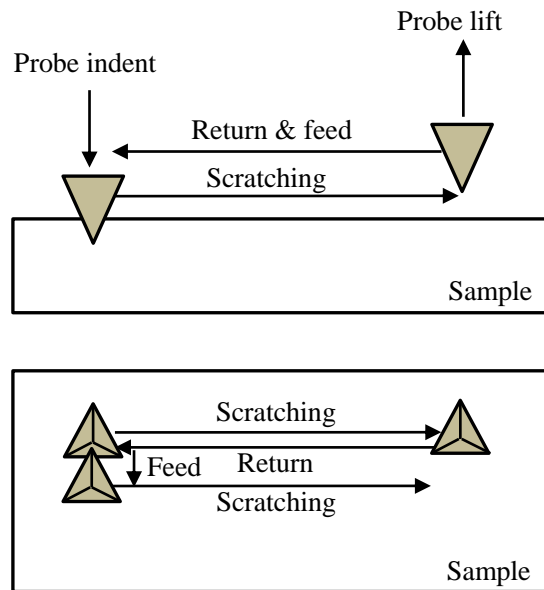 Probe lift
Probe indent
Return & feed
Scratching
Sample
Scratching
Feed
Return
Scratching
Sample